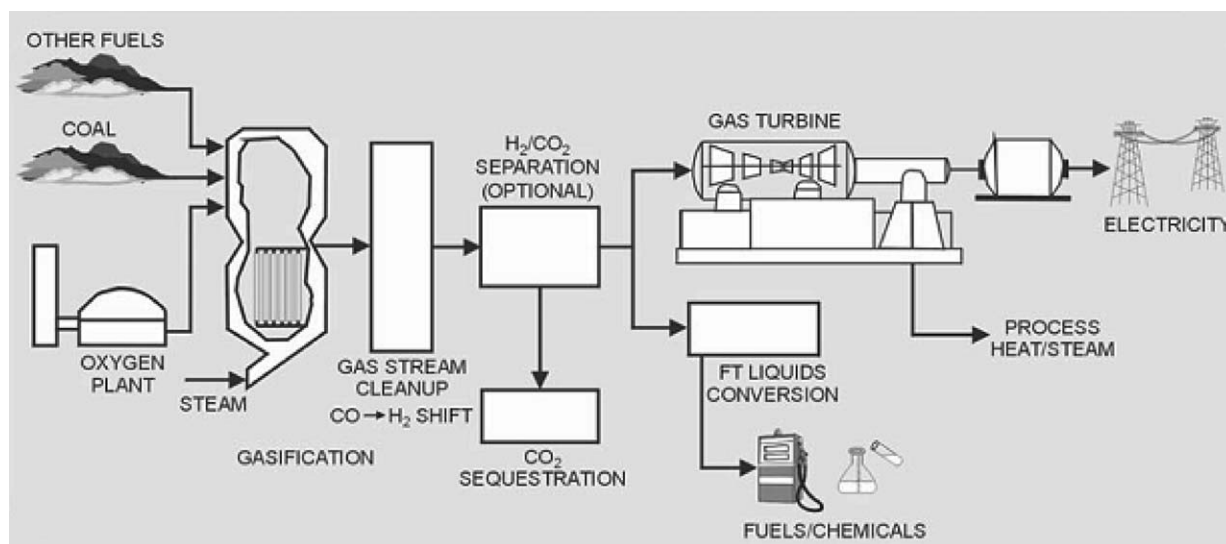 OTHER FUELS
COAL
OXYGEN
PLANT
STEAM
GASIFICATION
GAS STREAM
CLEANUP
CO → H₂ SHIFT
H₂/CO₂
SEPARATION
(OPTIONAL)
CO₂
SEQUESTRATION
GAS TURBINE
ELECTRICITY
PROCESS
HEAT/STEAM
FT LIQUIDS
CONVERSION
FUELS/CHEMICALS